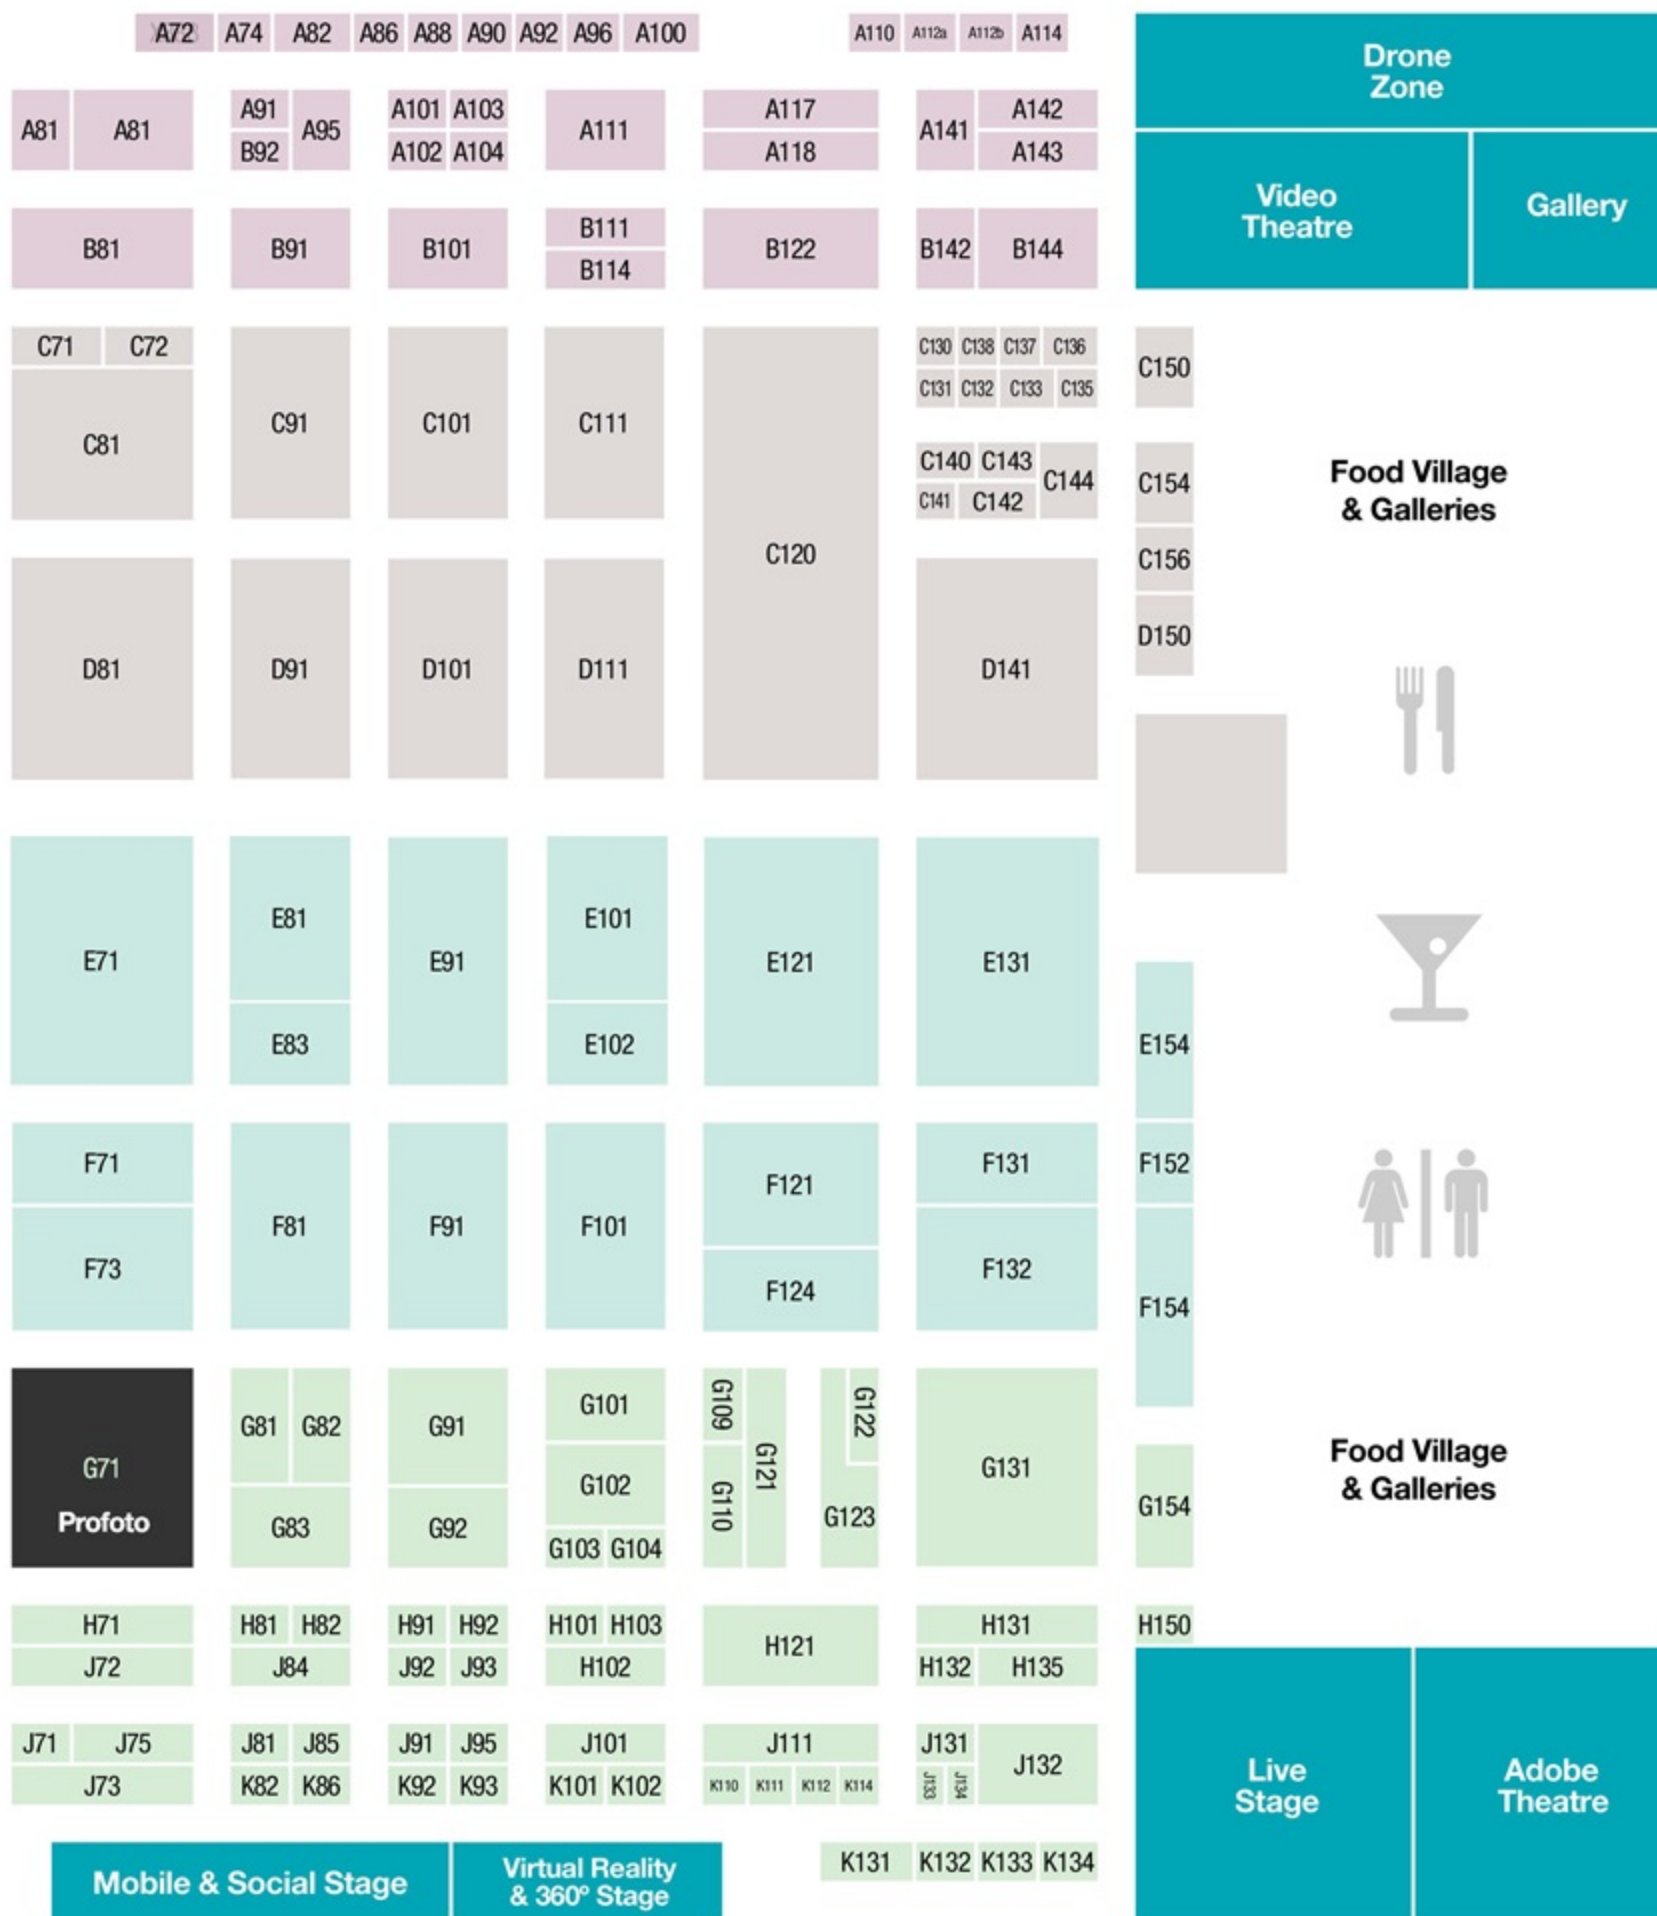 A72
A74
A82
A86
A88
A90
A92
A96
A100
A110
A112a
A112b
A114
Drone
Zone
A81
A81
A91
B92
A95
A101
A103
A102
A104
A111
A117
A118
A141
A142
A143
Video
Theatre
Gallery
B81
B91
B101
B111
B114
B122
B142
B144
C71
C72
C81
C91
C101
C111
C120
C130
C138
C137
C136
C131
C132
C133
C135
C140
C143
C141
C142
C144
C150
C154
C156
D150
Food Village
& Galleries
D81
D91
D101
D111
D141
E71
E81
E83
E91
E101
E102
E121
E131
E154
F71
F73
F81
F91
F101
F121
F124
F131
F132
F152
F154
G71
Profoto
G81
G82
G83
G91
G92
G101
G102
G103
G104
G109
G110
G121
G122
G123
G131
G154
Food Village
& Galleries
H71
J72
H81
H82
J84
H91
H92
J92
J93
H101
H103
H102
H121
H131
H132
H135
H150
J71
J75
J73
J81
J85
K82
K86
J91
J95
K92
K93
J101
K101
K102
J111
K110
K111
K112
K114
J131
J133
J134
J132
Live
Stage
Adobe
Theatre
K131
K132
K133
K134
Mobile & Social Stage
Virtual Reality
& 360º Stage